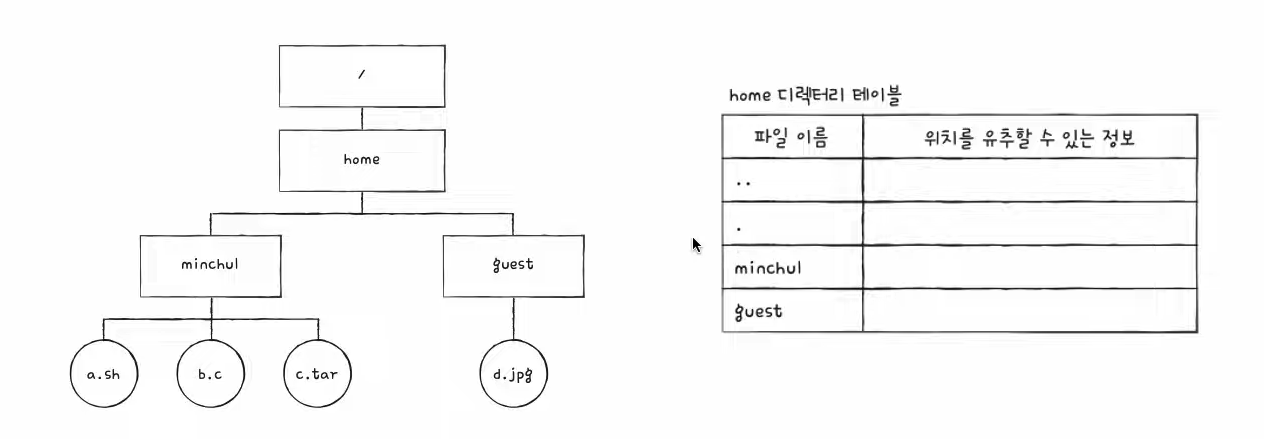 /
home
minchul
guest
a.sh
b.c
c.tar
d.jpg
home 디렉터리 테이블
파일 이름 위치를 유추할 수 있는 정보
..
.
minchul
guest